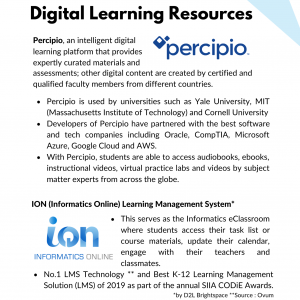 Digital Learning Resources
Percipio, an intelligent digital
learning platform that provides
expertly curated materials and
percipio.
assessments; other digital content are created by certified and
qualified faculty members from different countries.
• Percipio is used by universities such as Yale University, MIT
(Massachusetts Institute of Technology) and Cornell University
• Developers of Percipio have partnered with the best software
and tech companies including Oracle, CompTIA, Microsoft
Azure, Google Cloud and AWS.
• With Percipio, students are able to access audiobooks, ebooks,
instructional videos, virtual practice labs and videos by subject
matter experts from across the globe.
ION (Informatics Online) Learning Management System*
ion
INFORMATICS ONLINE
• This serves as the Informatics eClassroom
where students access their task list or
course materials, update their calendar,
engage with their teachers and
classmates.
• No.1 LMS Technology ** and Best K-12 Learning Management
Solution (LMS) of 2019 as part of the annual SIIA CODiE Awards.
*by D2L Brightspace **Source : Ovum